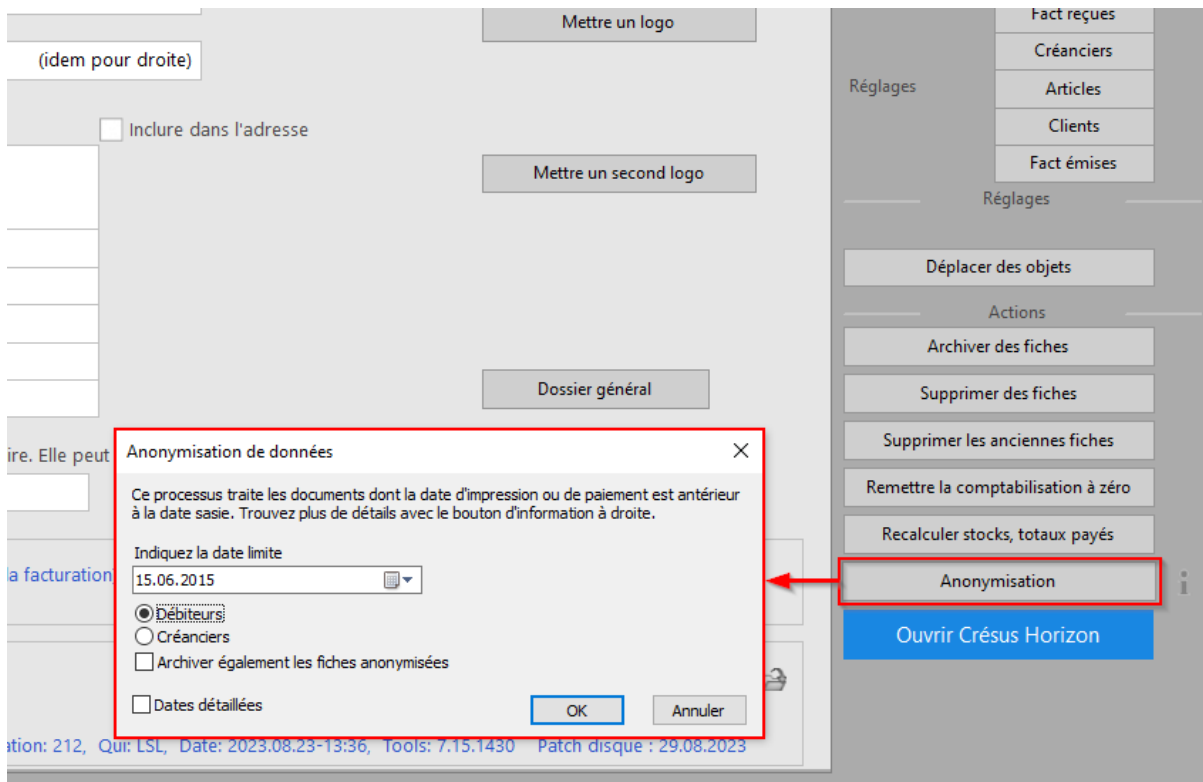 Mettre un logo
(idem pour droite)
Inclure dans l'adresse
Mettre un second logo
Dossier général
ire. Elle peut
la facturation
ation: 212, Qui: LSL, Date: 2023.08.23-13:36, Tools: 7.15.1430 Patch disque : 29.08.2023
Anonymisation de données
Ce processus traite les documents dont la date d'impression ou de paiement est antérieur
à la date sasie. Trouvez plus de détails avec le bouton d'information à droite.
Indiquez la date limite
15.06.2015
Débiteurs
Créanciers
Archiver également les fiches anonymisées
Dates détaillées
OK
Annuler
Fact reçues
Créanciers
Réglages
Articles
Clients
Fact émises
Réglages
Déplacer des objets
Actions
Archiver des fiches
Supprimer des fiches
Supprimer les anciennes fiches
Remettre la comptabilisation à zéro
Recalculer stocks, totaux payés
Anonymisation
i
Ouvrir Crésus Horizon